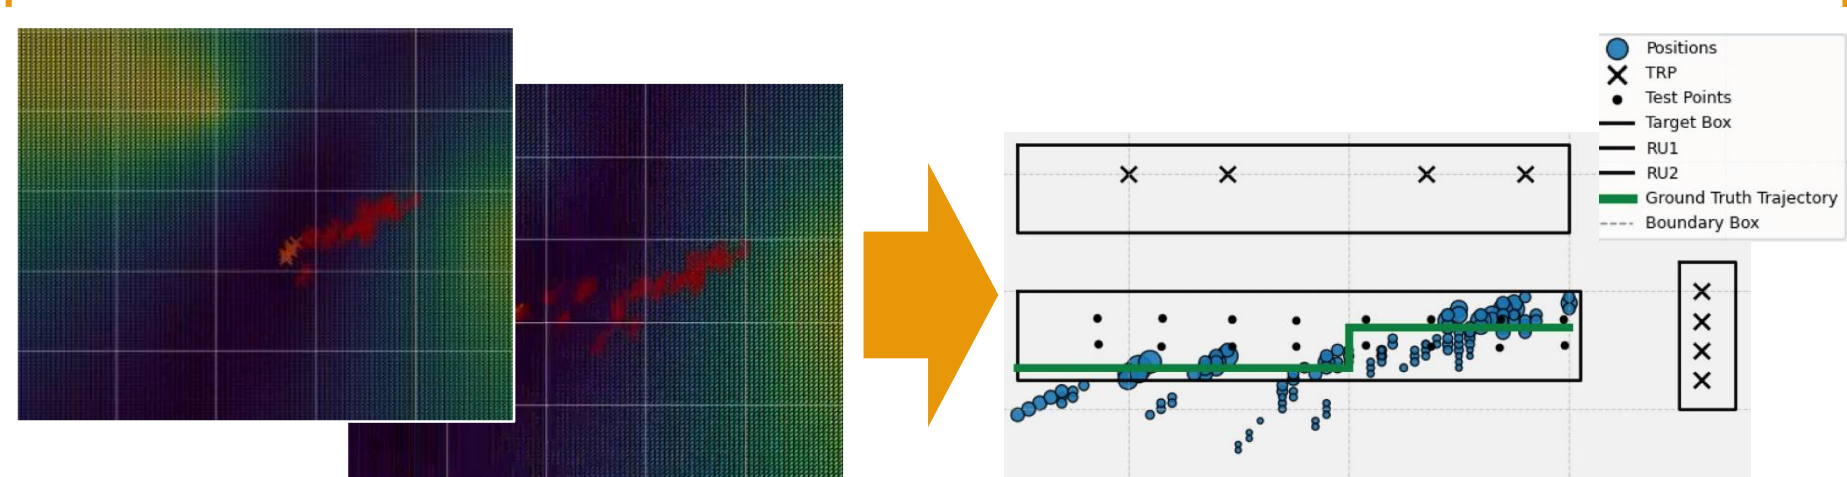 Positions
TRP
Test Points
Target Box
RU1
RU2
Ground Truth Trajectory
Boundary Box